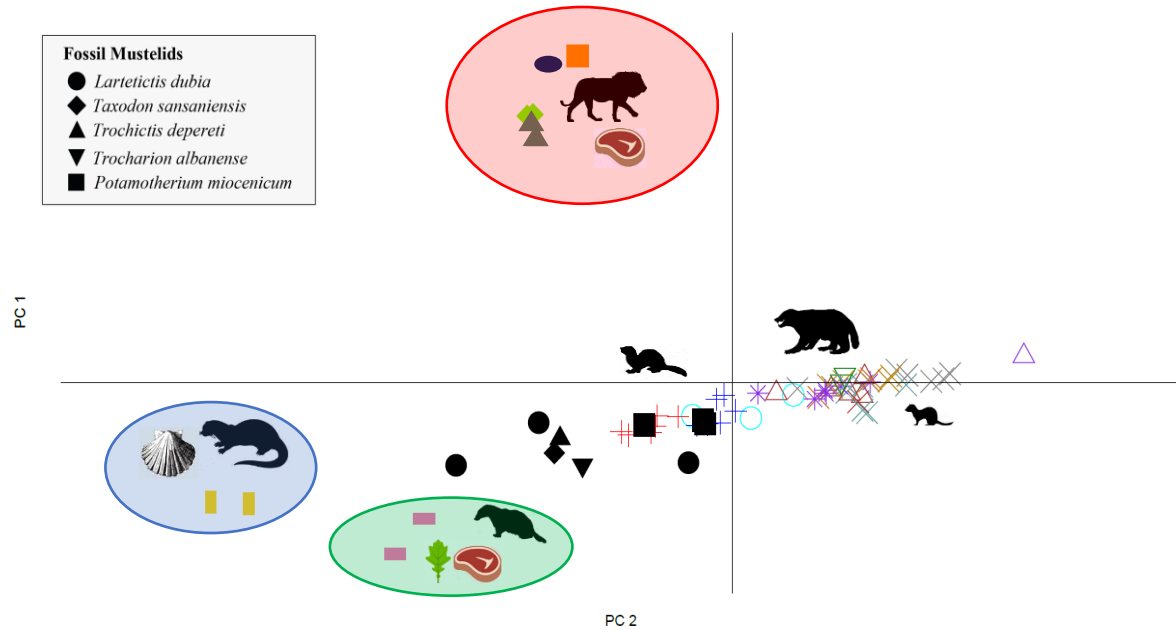 Fossil Mustelids
Lartetictis dubia
Taxodon sansaniensis
Trochictis depereti
Trocharion albanense
Potamotherium miocenicum
PC 1
PC 2